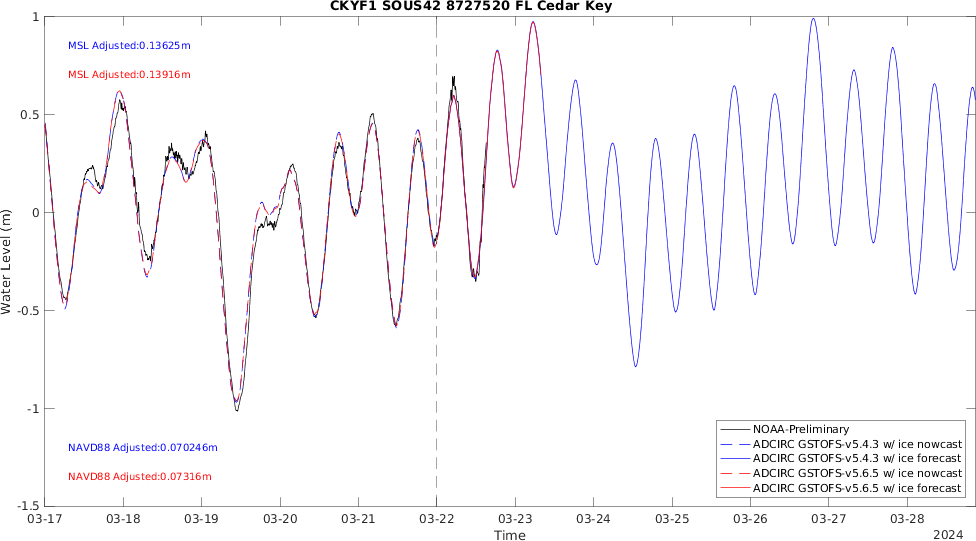 CKYF1 SOUS42 8727520 FL Cedar Key
1
MSL Adjusted:0.13625m
MSL Adjusted:0.13916m
0.5
0
Water Level (m)
-0.5
-1
NOAA-Preliminary
ADCIRC GSTOFS-v5.4.3 w/ ice nowcast
NAVD88 Adjusted:0.070246m
ADCIRC GSTOFS-v5.4.3 w/ ice forecast
ADCIRC GSTOFS-v5.6.5 w/ ice nowcast
NAVD88 Adjusted:0.07316m
ADCIRC GSTOFS-v5.6.5 w/ ice forecast
-1.5
03-17 03-18 03-19 03-20 03-21 03-22 03-23 03-24 03-25 03-26 03-27 03-28
Time
2024